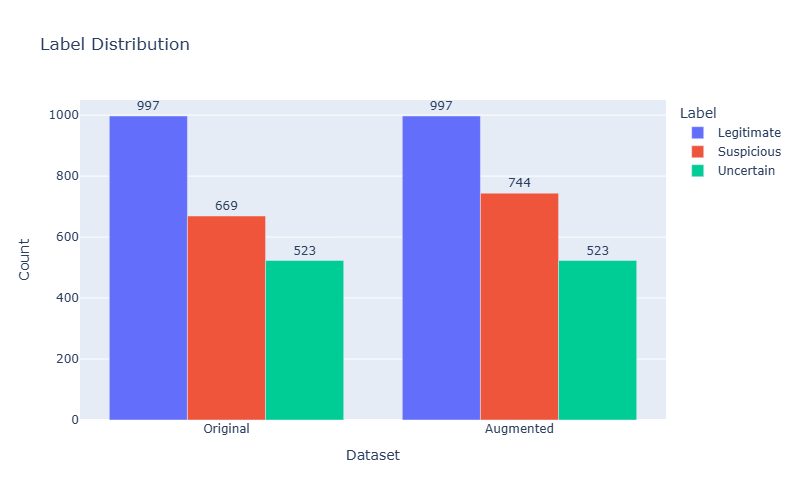 Label Distribution
997
997
Label
1000
Legitimate
Suspicious
Uncertain
800
744
669
600
523
523
Count
400
200
0
Original
Augmented
Dataset